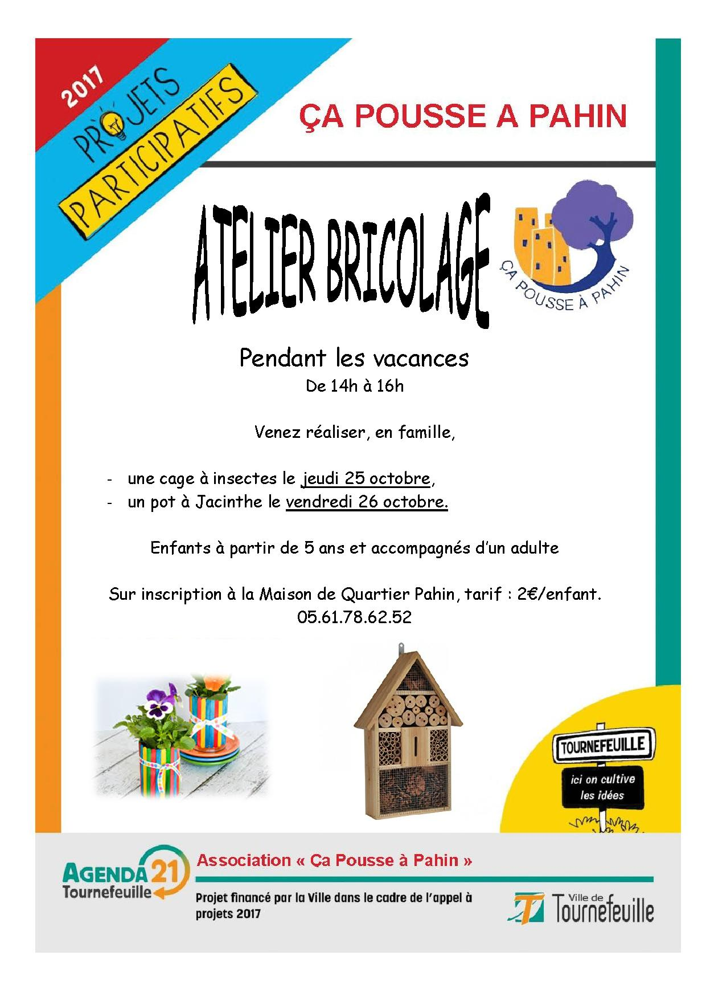 2017
PROJETS
PARTICIPATIFS
ÇA POUSSE A PAHIN
ATELIER BRICOLAGE
ÇA POUSSE À PAHIN
Pendant les vacances
De 14h à 16h
Venez réaliser, en famille,
- une cage à insectes le jeudi 25 octobre,
- un pot à Jacinthe le vendredi 26 octobre.
Enfants à partir de 5 ans et accompagnés d'un adulte
Sur inscription à la Maison de Quartier Pahin, tarif : 2€/enfant.
05.61.78.62.52
TOURNEFEUILLE
ici on cultive
les idées
AGENDA 21
Tournefeuille
Association « Ça Pousse à Pahin »
Projet financé par la Ville dans le cadre de l'appel à
projets 2017
Ville de
Tournefeuille